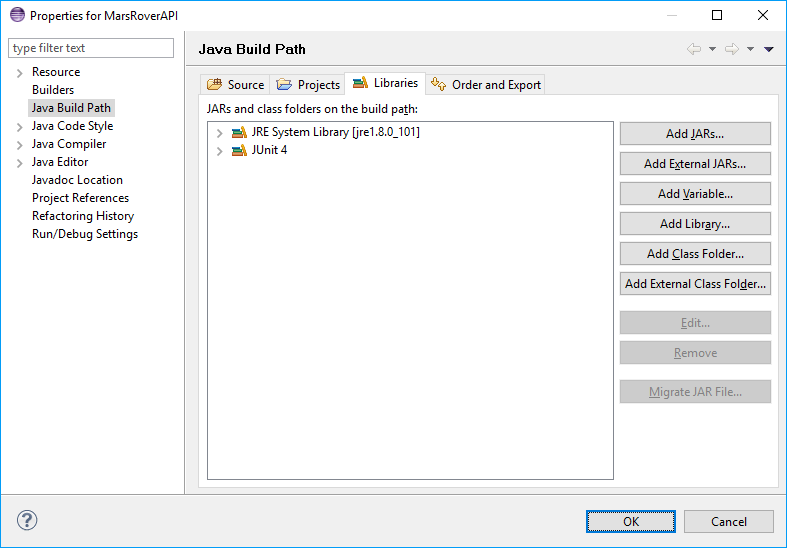 Properties for MarsRoverAPI
type filter text
Resource
Builders
Java Build Path
Java Code Style
Java Compiler
Java Editor
Javadoc Location
Project References
Refactoring History
Run/Debug Settings
Java Build Path
Source Projects Libraries Order and Export
JARs and class folders on the build path:
JRE System Library [jre1.8.0_101]
JUnit 4
Add JARs...
Add External JARs...
Add Variable...
Add Library...
Add Class Folder...
Add External Class Folder...
Edit...
Remove
Migrate JAR File...
?
OK Cancel